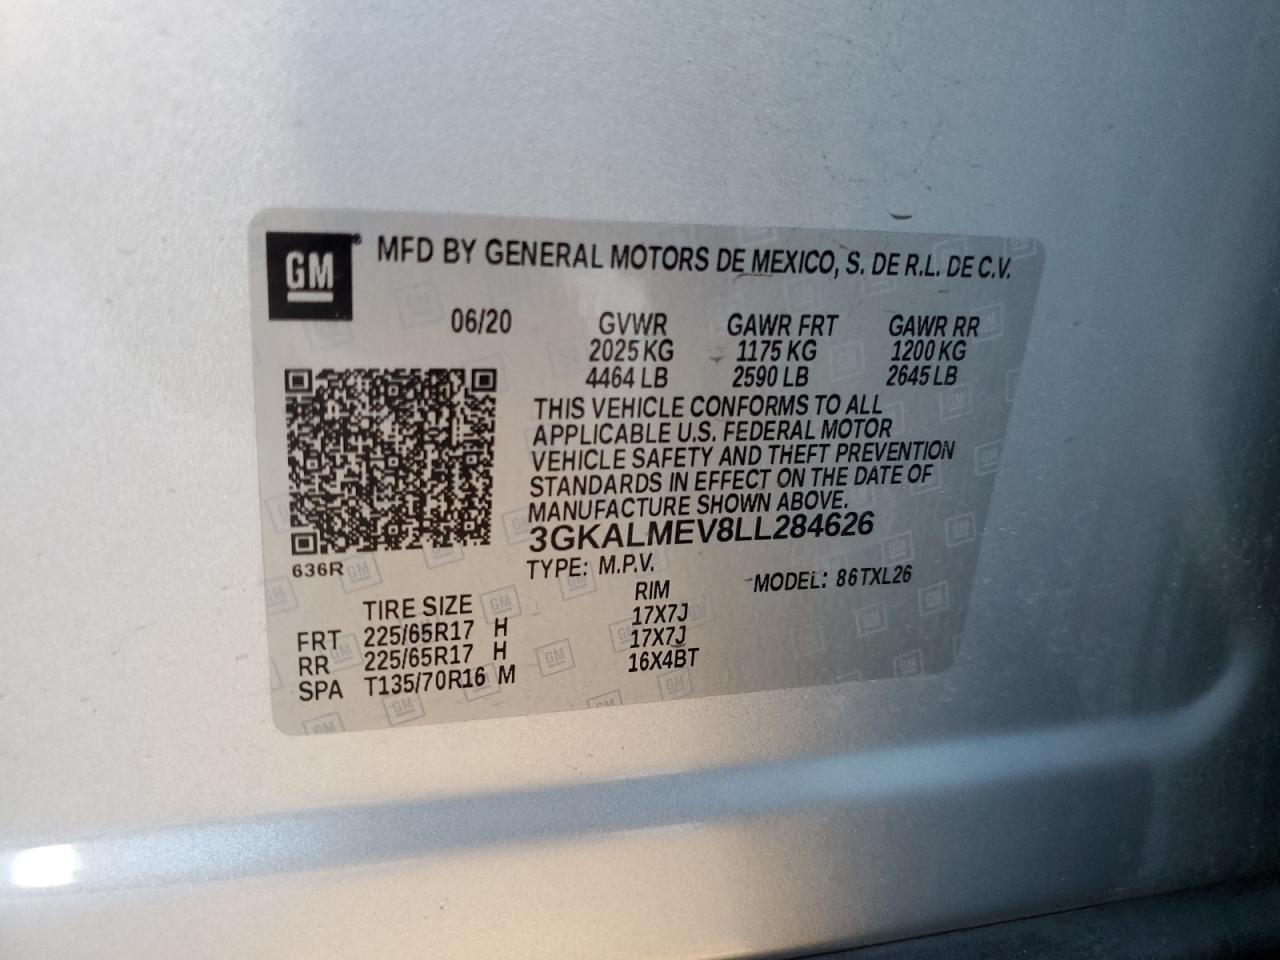 GM® MFD BY GENERAL MOTORS DE MEXICO, S. DE R.L. DE C.V.
06/20 GVWR GAWR FRT GAWR RR
2025 KG 1175 KG 1200 KG
4464 LB 2590 LB 2645 LB
THIS VEHICLE CONFORMS TO ALL
APPLICABLE U.S. FEDERAL MOTOR
VEHICLE SAFETY AND THEFT PREVENTION
STANDARDS IN EFFECT ON THE DATE OF
MANUFACTURE SHOWN ABOVE.
3GKALMEV8LL284626
636R
TYPE: M.P.V. MODEL: 86TXL26
TIRE SIZE RIM
FRT 225/65R17 H 17X7J
RR 225/65R17 H 17X7J
SPA T135/70R16 M 16X4BT